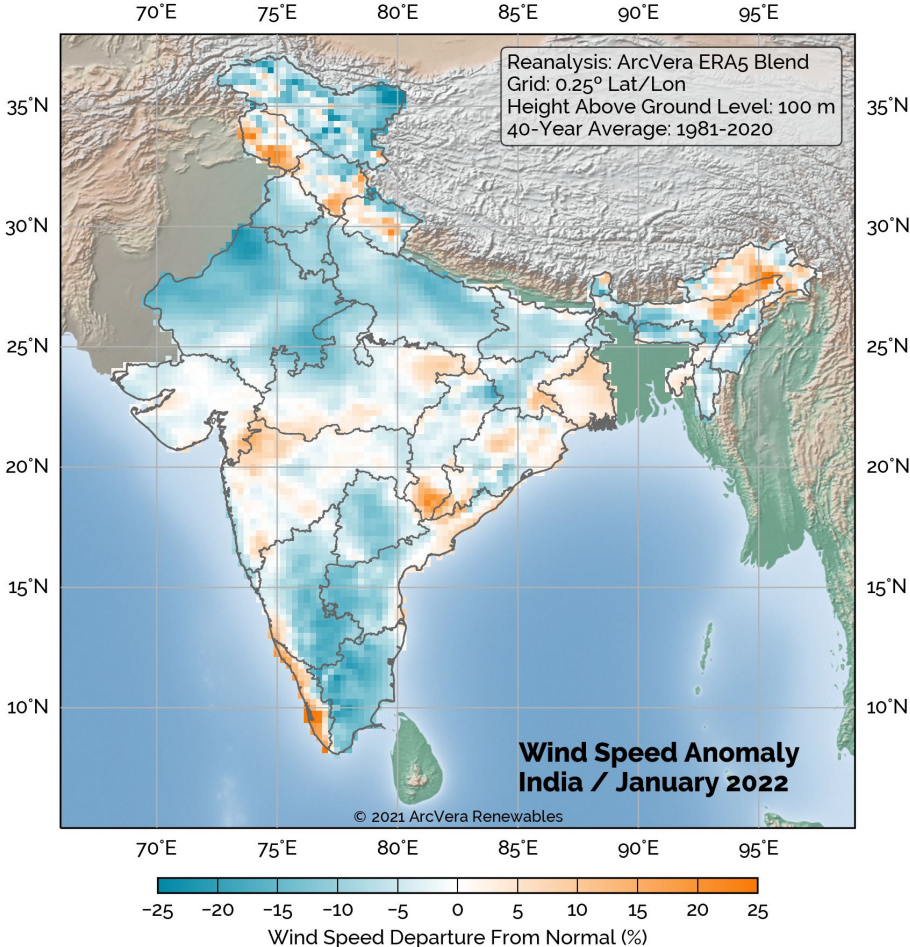 70˚E 75˚E 80˚E 85˚E 90˚E 95˚E
Reanalysis: ArcVera ERA5 Blend
Grid: 0.25º Lat/Lon
Height Above Ground Level: 100 m
40-Year Average: 1981-2020
35˚N 35˚N
30˚N 30˚N
25˚N 25˚N
20˚N 20˚N
15˚N 15˚N
10˚N 10˚N
Wind Speed Anomaly
India / January 2022
© 2021 ArcVera Renewables
70˚E 75˚E 80˚E 85˚E 90˚E 95˚E
−25 −20 −15 −10 −5 0 5 10 15 20 25
Wind Speed Departure From Normal (%)